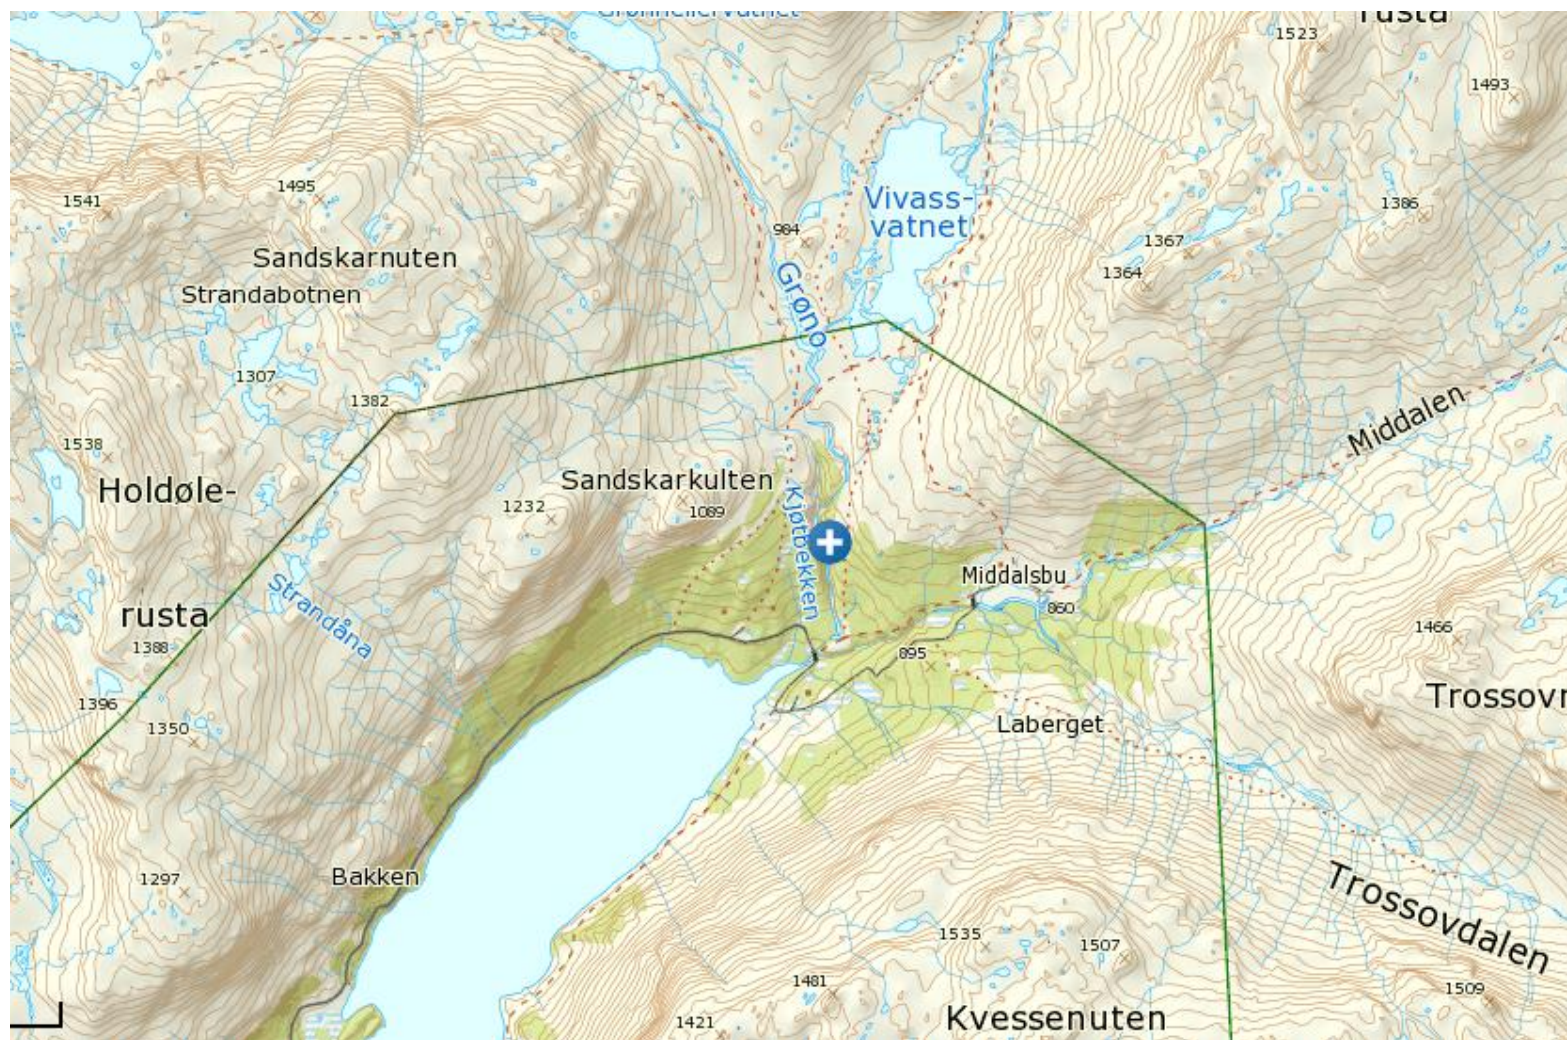 Grønhellervatnet
rusta
1523
1493
1495
1541
Vivass-
vatnet
1386
984
1367
Sandskarnuten
1364
Strandabotnen
Grøno
1307
1382
Middalen
1538
Holdøle-
Sandskarkulten
1232
1089
Kjøtbekken
Strandåna
Middalsbu
860
rusta
1466
1388
895
1396
Trossovn
1350
Laberget
Bakken
1297
Trossovdalen
1535
1507
1481
1509
1421
Kvessenuten